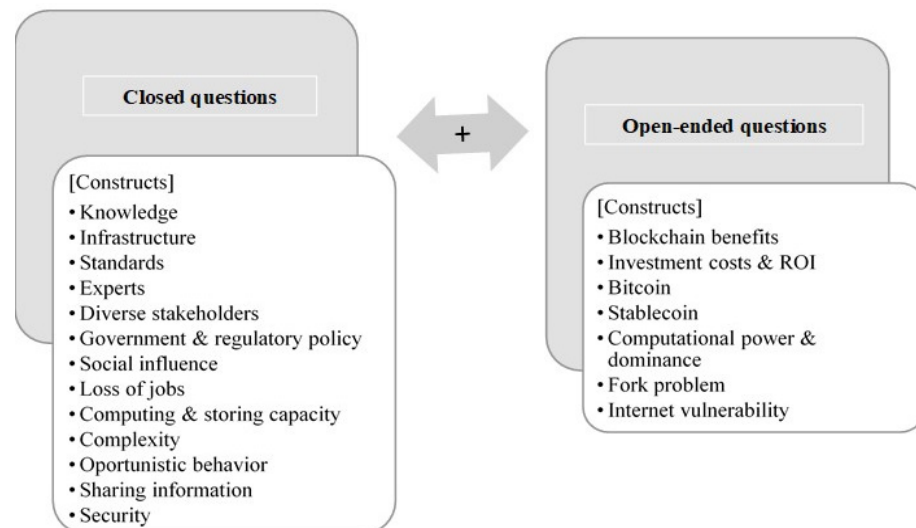 Closed questions
[Constructs]
• Knowledge
• Infrastructure
• Standards
• Experts
• Diverse stakeholders
• Government & regulatory policy
• Social influence
• Loss of jobs
• Computing & storing capacity
• Complexity
• Oportunistic behavior
• Sharing information
• Security
+
Open-ended questions
[Constructs]
• Blockchain benefits
• Investment costs & ROI
• Bitcoin
• Stablecoin
• Computational power &
dominance
• Fork problem
• Internet vulnerability